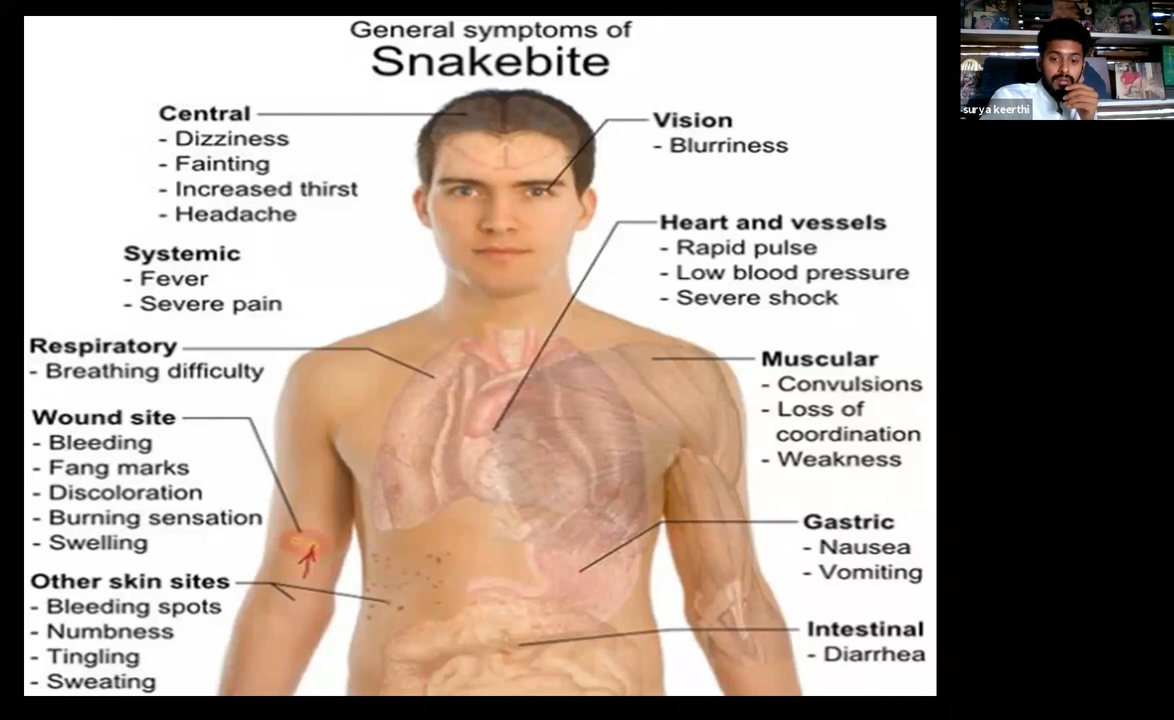 General symptoms of
Snakebite
Central
- Dizziness
- Fainting
- Increased thirst
- Headache
Systemic
- Fever
- Severe pain
Respiratory
- Breathing difficulty
Wound site
- Bleeding
- Fang marks
- Discoloration
- Burning sensation
- Swelling
Other skin sites
- Bleeding spots
- Numbness
- Tingling
- Sweating
Vision
- Blurriness
Heart and vessels
- Rapid pulse
- Low blood pressure
- Severe shock
Muscular
- Convulsions
- Loss of
coordination
- Weakness
Gastric
- Nausea
- Vomiting
Intestinal
- Diarrhea
surya keerthi